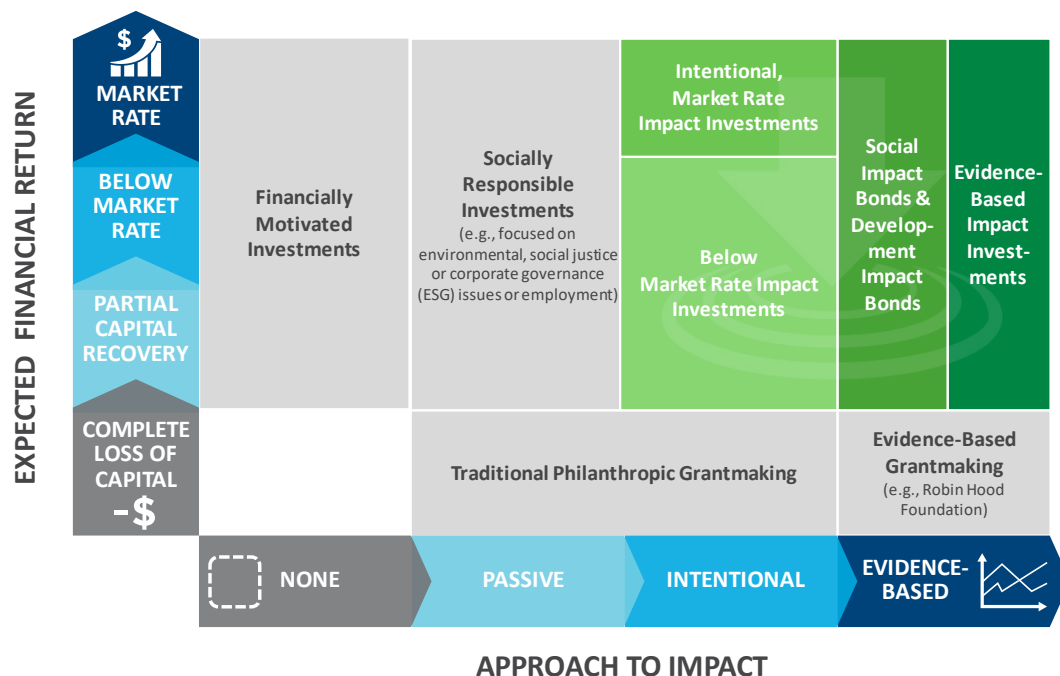 EXPECTED FINANCIAL RETURN
$
MARKET
RATE
BELOW
MARKET
RATE
PARTIAL
CAPITAL
RECOVERY
COMPLETE
LOSS OF
CAPITAL
-$
Financially
Motivated
Investments
Socially
Responsible
Investments
(e.g., focused on
environmental, social justice
or corporate governance
(ESG) issues or employment)
Intentional,
Market Rate
Impact Investments
Below
Market Rate Impact
Investments
Social
Impact
Bonds &
Develop-
ment
Impact
Bonds
Evidence-
Based
Impact
Invest-
ments
Traditional Philanthropic Grantmaking
Evidence-Based
Grantmaking
(e.g., Robin Hood
Foundation)
NONE
PASSIVE
INTENTIONAL
EVIDENCE-
BASED
APPROACH TO IMPACT